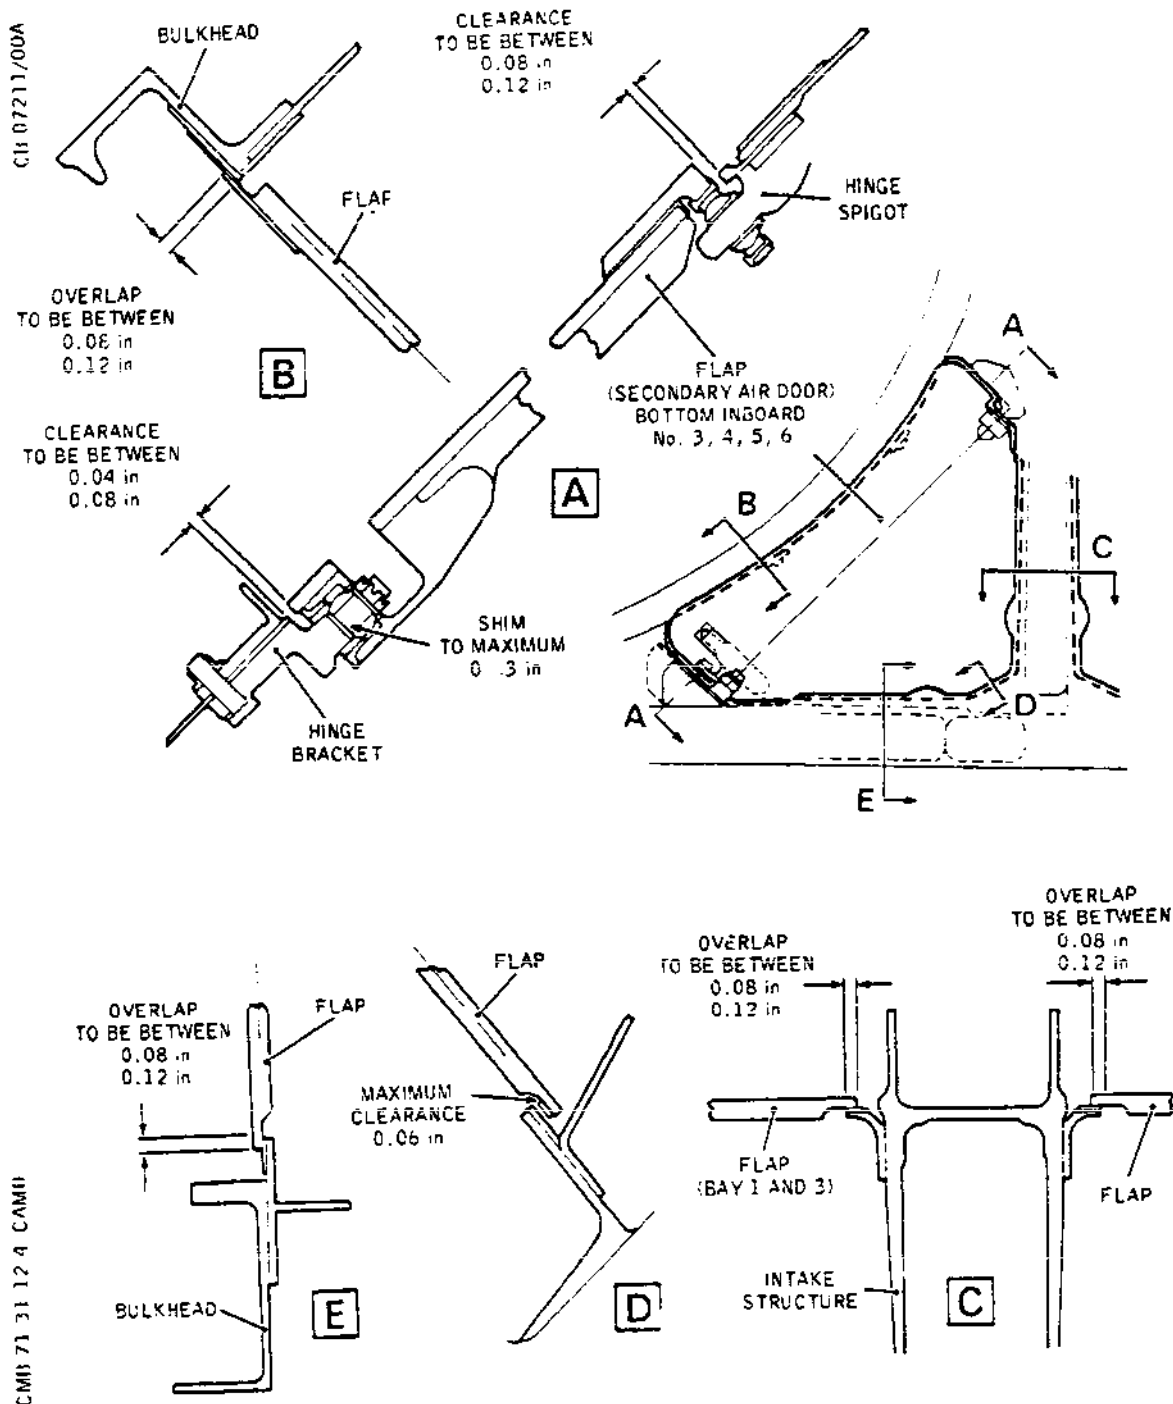 CB 07211/00A
BULKHEAD
CLEARANCE
TO BE BETWEEN
0.08 in
0.12 in
FLAP
HINGE
SPIGOT
OVERLAP
TO BE BETWEEN
0.08 in
0.12 in
B
FLAP
(SECONDARY AIR DOOR)
BOTTOM INBOARD
No. 3, 4, 5, 6
A
CLEARANCE
TO BE BETWEEN
0.04 in
0.08 in
A
B
C
SHIM
TO MAXIMUM
in
HINGE
BRACKET
A
D
E
OVERLAP
TO BE BETWEEN
0.08 in
0.12 in
FLAP
FLAP
MAXIMUM
CLEARANCE
0.06 in
OVERLAP
TO BE BETWEEN
0.08 in
0.12 in
OVERLAP
TO BE BETWEEN
0.08 in
0.12 in
FLAP
(BAY 1 AND 3)
FLAP
BULKHEAD
E
D
INTAKE
STRUCTURE
C
CMB 71 31 12 4 CAM0